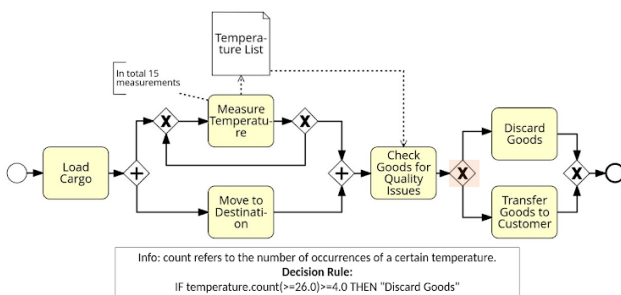 Tempera-
ture List
In total 15
measurements
Measure
Temperatu-
re
Load
Cargo
Move to
Destinati-
on
Check
Goods for
Quality
Issues
Discard
Goods
Transfer
Goods to
Customer
Info: count refers to the number of occurrences of a certain temperature.
Decision Rule:
IF temperature.count(>=26.0)>=4.0 THEN "Discard Goods"